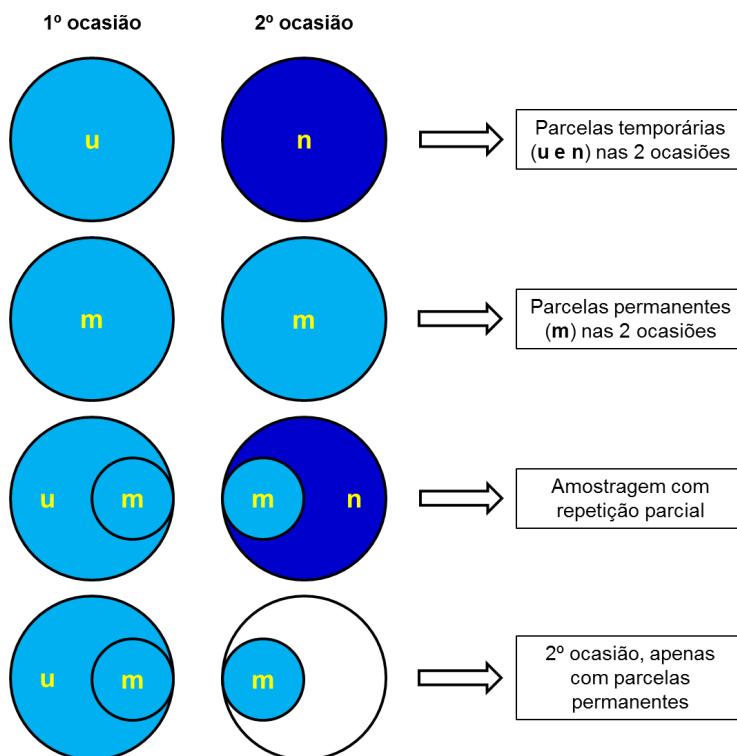 1º ocasião 2º ocasião
u n
Parcelas temporárias
(u e n) nas 2 ocasiões
m m
Parcelas permanentes
(m) nas 2 ocasiões
u m m n
Amostragem com
repetição parcial
u m m
2º ocasião, apenas
com parcelas
permanentes